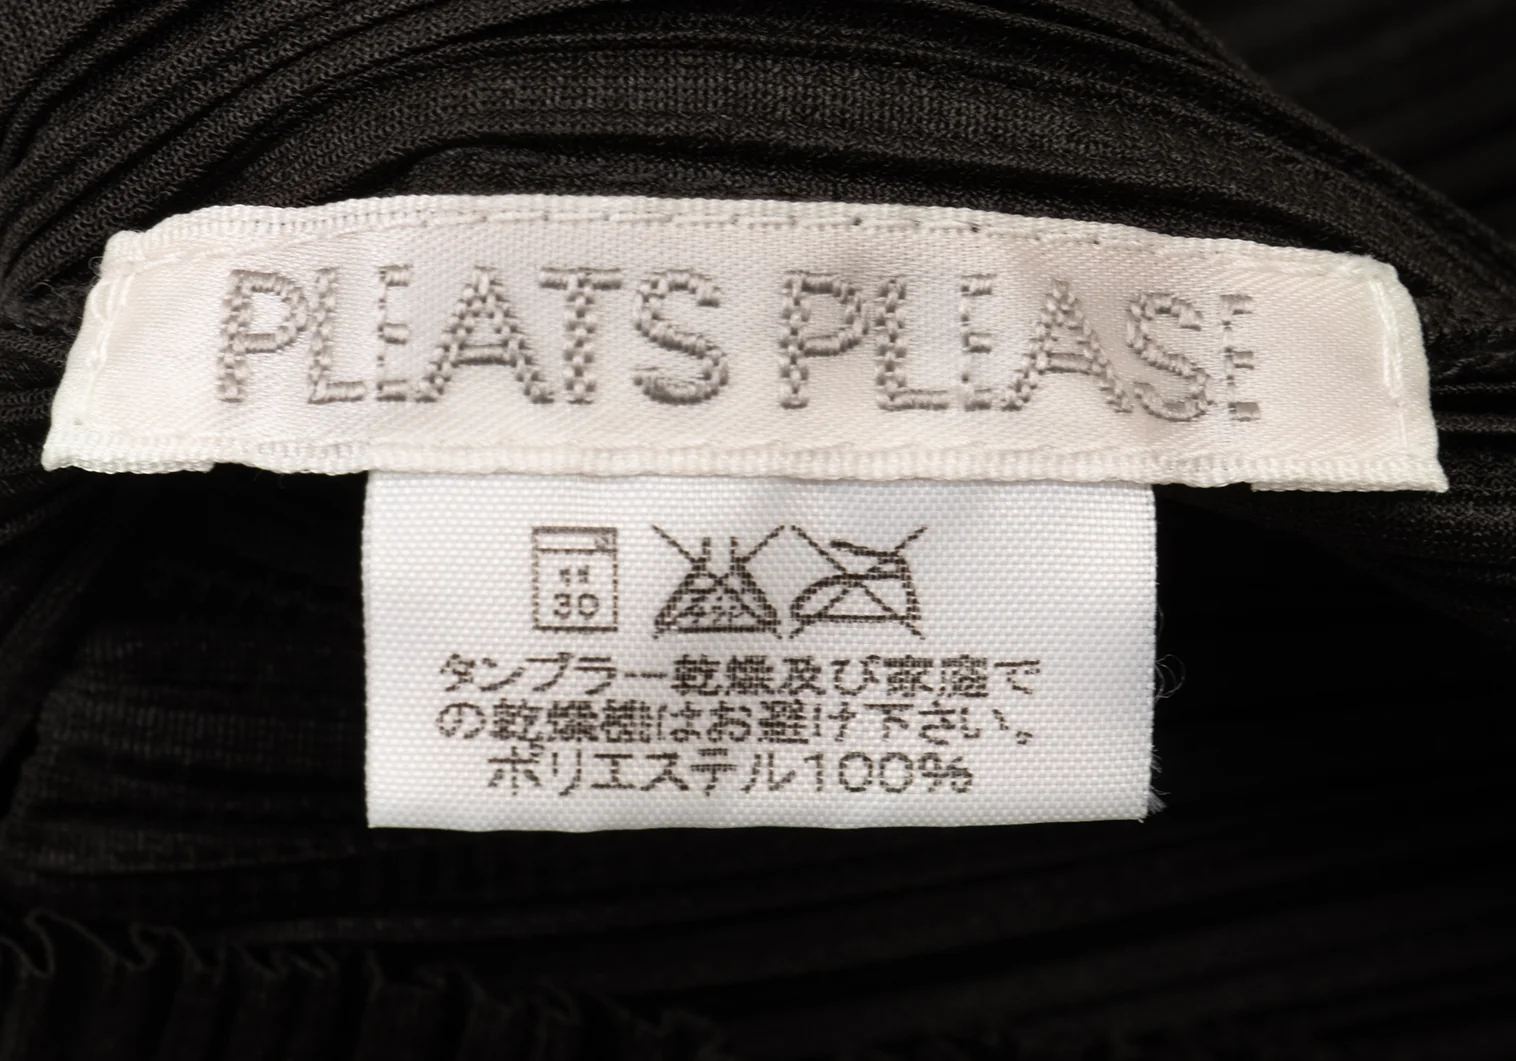 PLEATS PLEASE
30
タンブラー乾燥及び家庭で
の乾燥機はお避け下さい。
ポリエステル100%